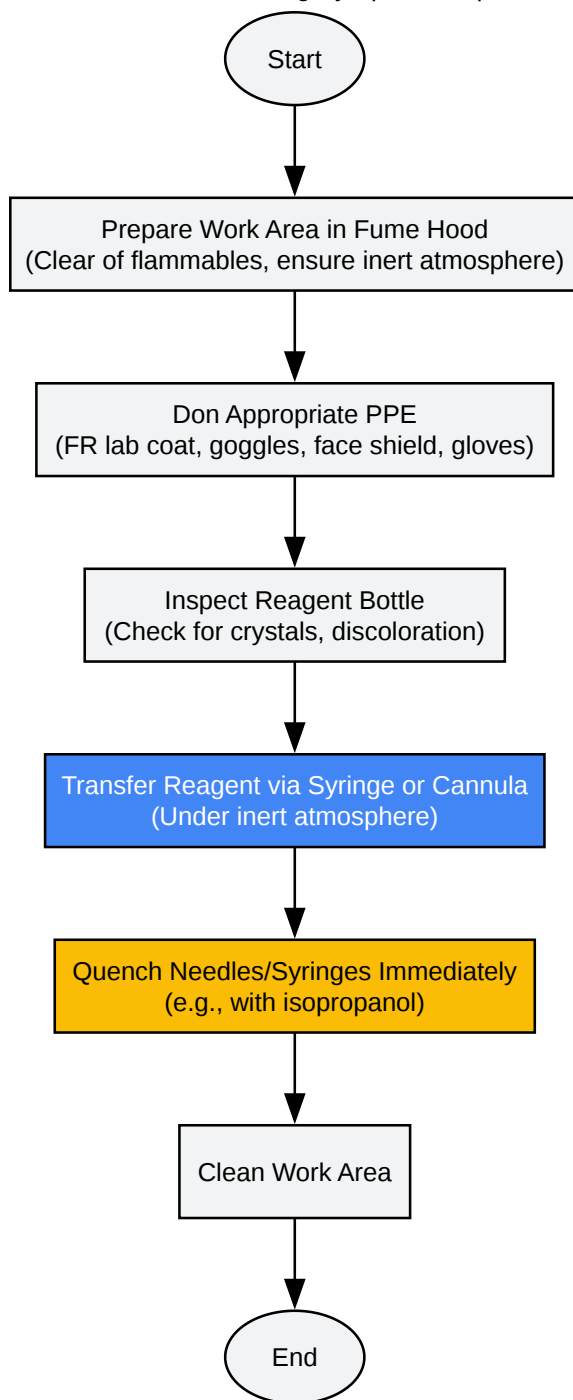 Start
Prepare Work Area in Fume Hood
(Clear of flammables, ensure inert atmosphere)
Don Appropriate PPE
(FR lab coat, goggles, face shield, gloves)
Inspect Reagent Bottle
(Check for crystals, discoloration)
Transfer Reagent via Syringe or Cannula
(Under inert atmosphere)
Quench Needles/Syringes Immediately
(e.g., with isopropanol)
Clean Work Area
End